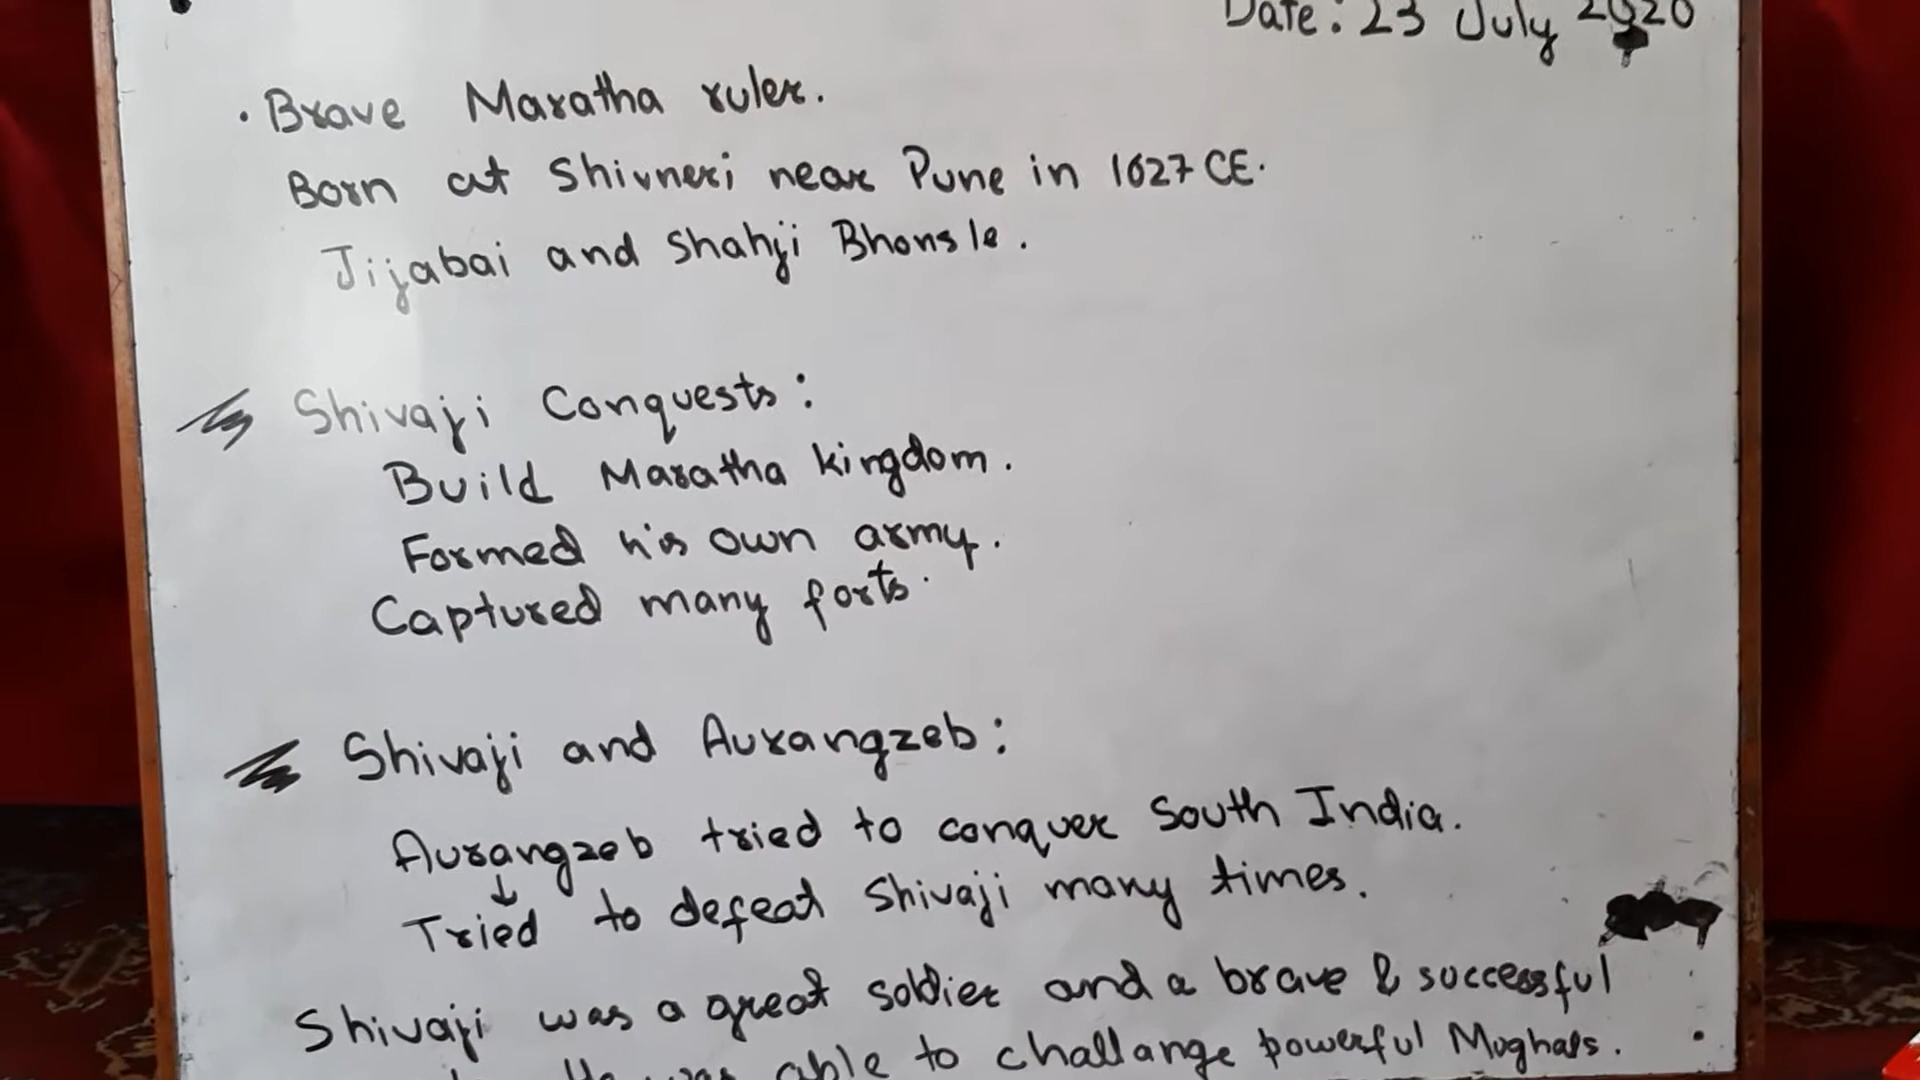 Date: 23 July 2020
· Brave Maratha ruler.
Born at Shivneri near Pune in 1627 CE.
Jijabai and Shahji Bhonsle.
Shivaji Conquests:
Build Maratha kingdom.
Formed his own army.
Captured many forts.
Shivaji and Aurangzeb:
Aurangzeb tried to conquer South India.
↓
Tried to defeat Shivaji many times.
Shivaji was a great soldier and a brave & successful
He was able to challange powerful Mughals.